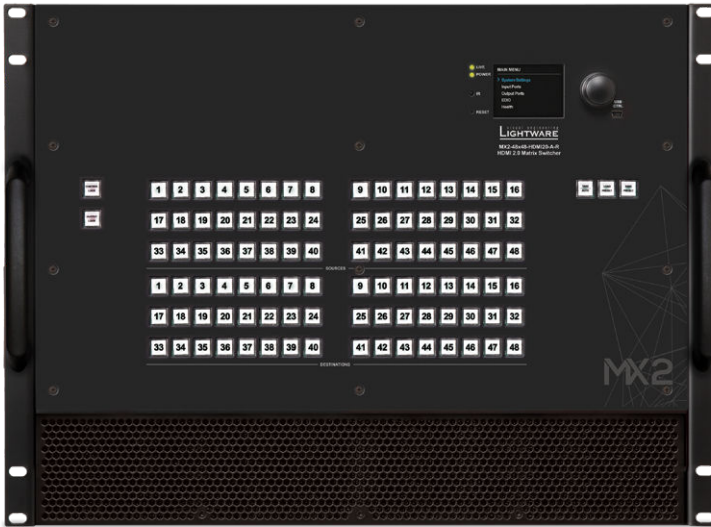 LIVE
POWER
IR
RESET
MAIN MENU
System Settings
Input Ports
Output Ports
EDID
Health
LIGHTWARE
MX2-48x48-HDMI20-A-R
HDMI 2.0 Matrix Switcher
1 2 3 4 5 6 7 8 9 10 11 12 13 14 15 16
17 18 19 20 21 22 23 24 25 26 27 28 29 30 31 32
33 34 35 36 37 38 39 40 41 42 43 44 45 46 47 48
SOURCES
1 2 3 4 5 6 7 8 9 10 11 12 13 14 15 16
17 18 19 20 21 22 23 24 25 26 27 28 29 30 31 32
33 34 35 36 37 38 39 40 41 42 43 44 45 46 47 48
DESTINATIONS
MX2